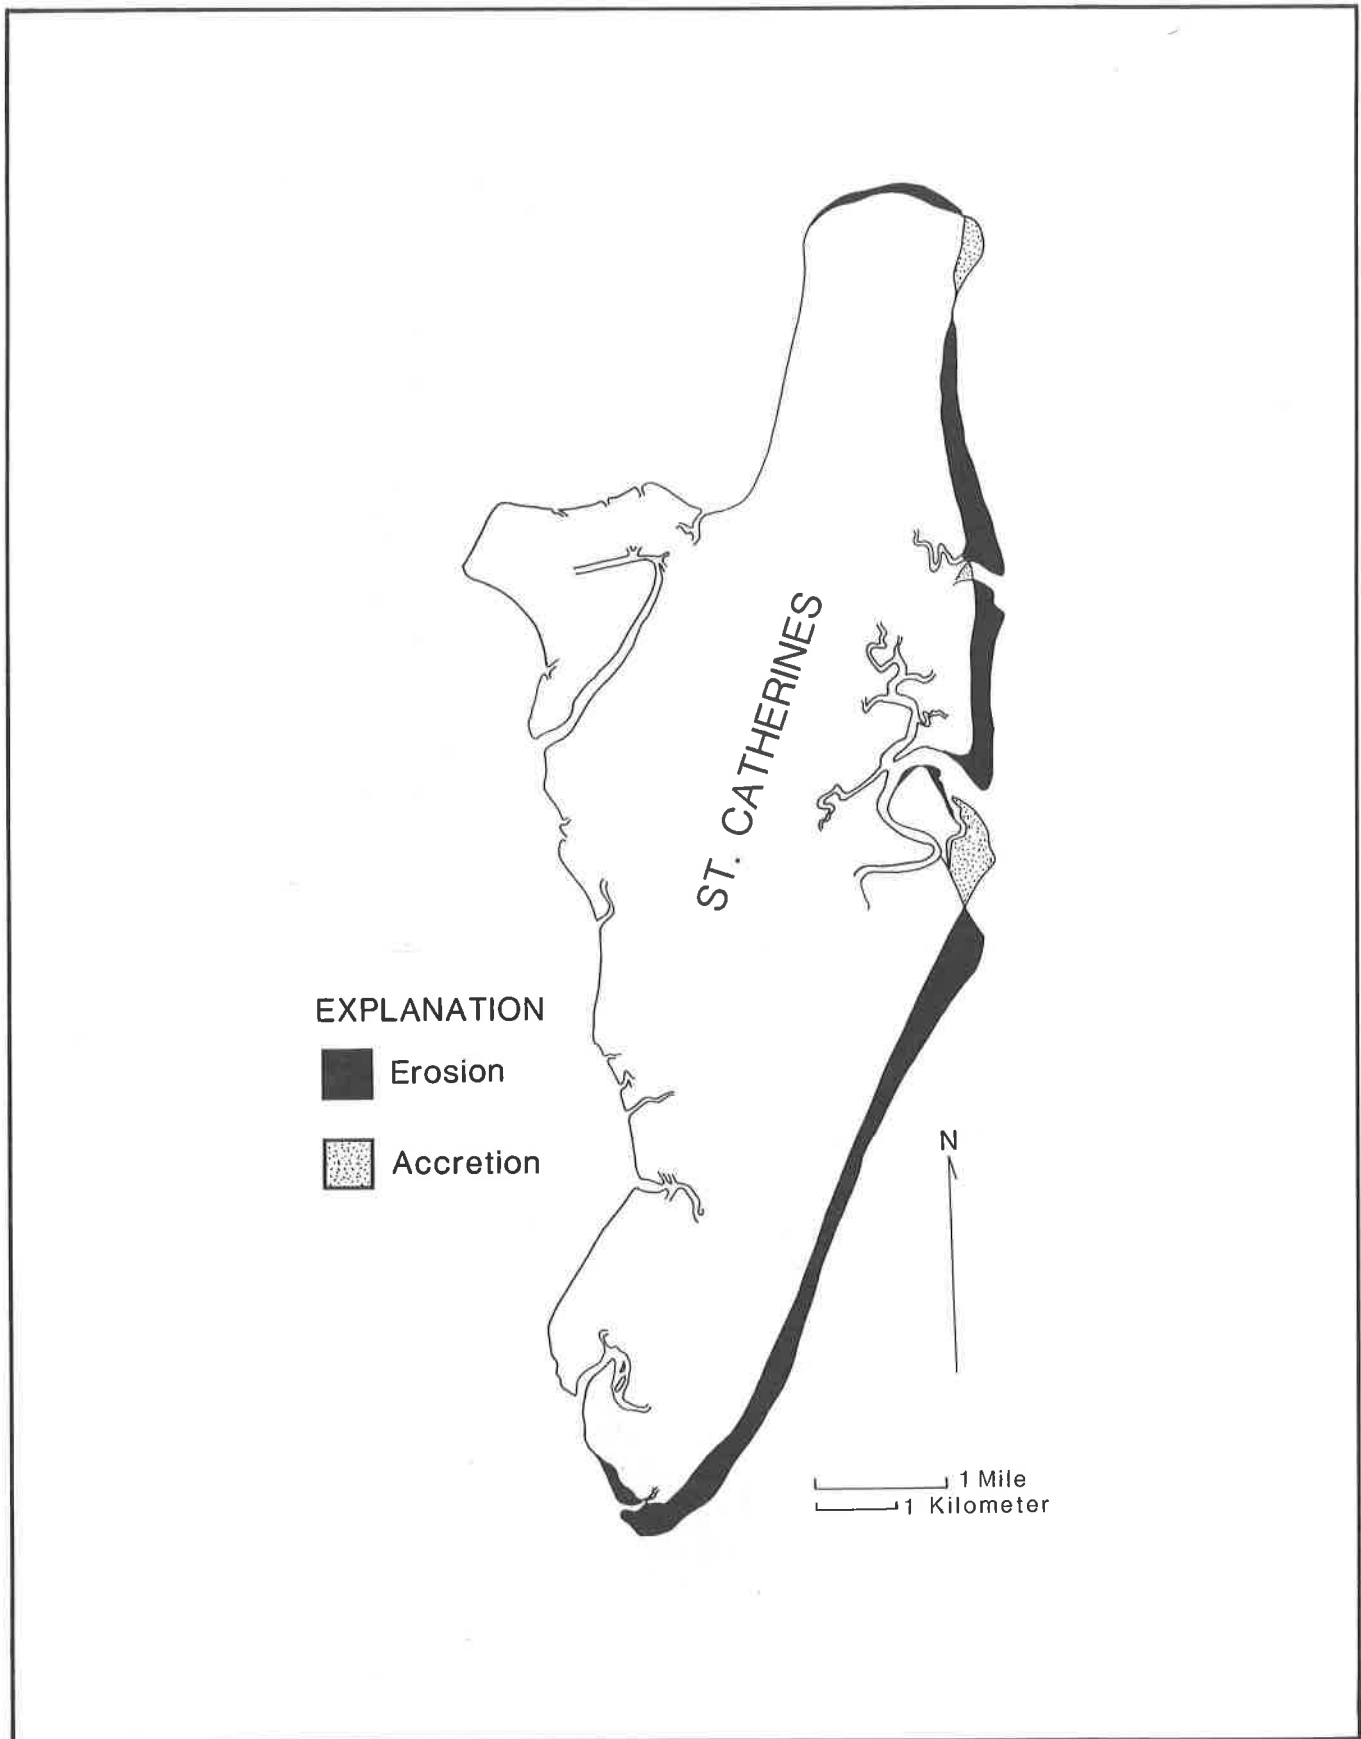 ST. CATHERINES
EXPLANATION
Erosion
Accretion
N
1 Mile
1 Kilometer